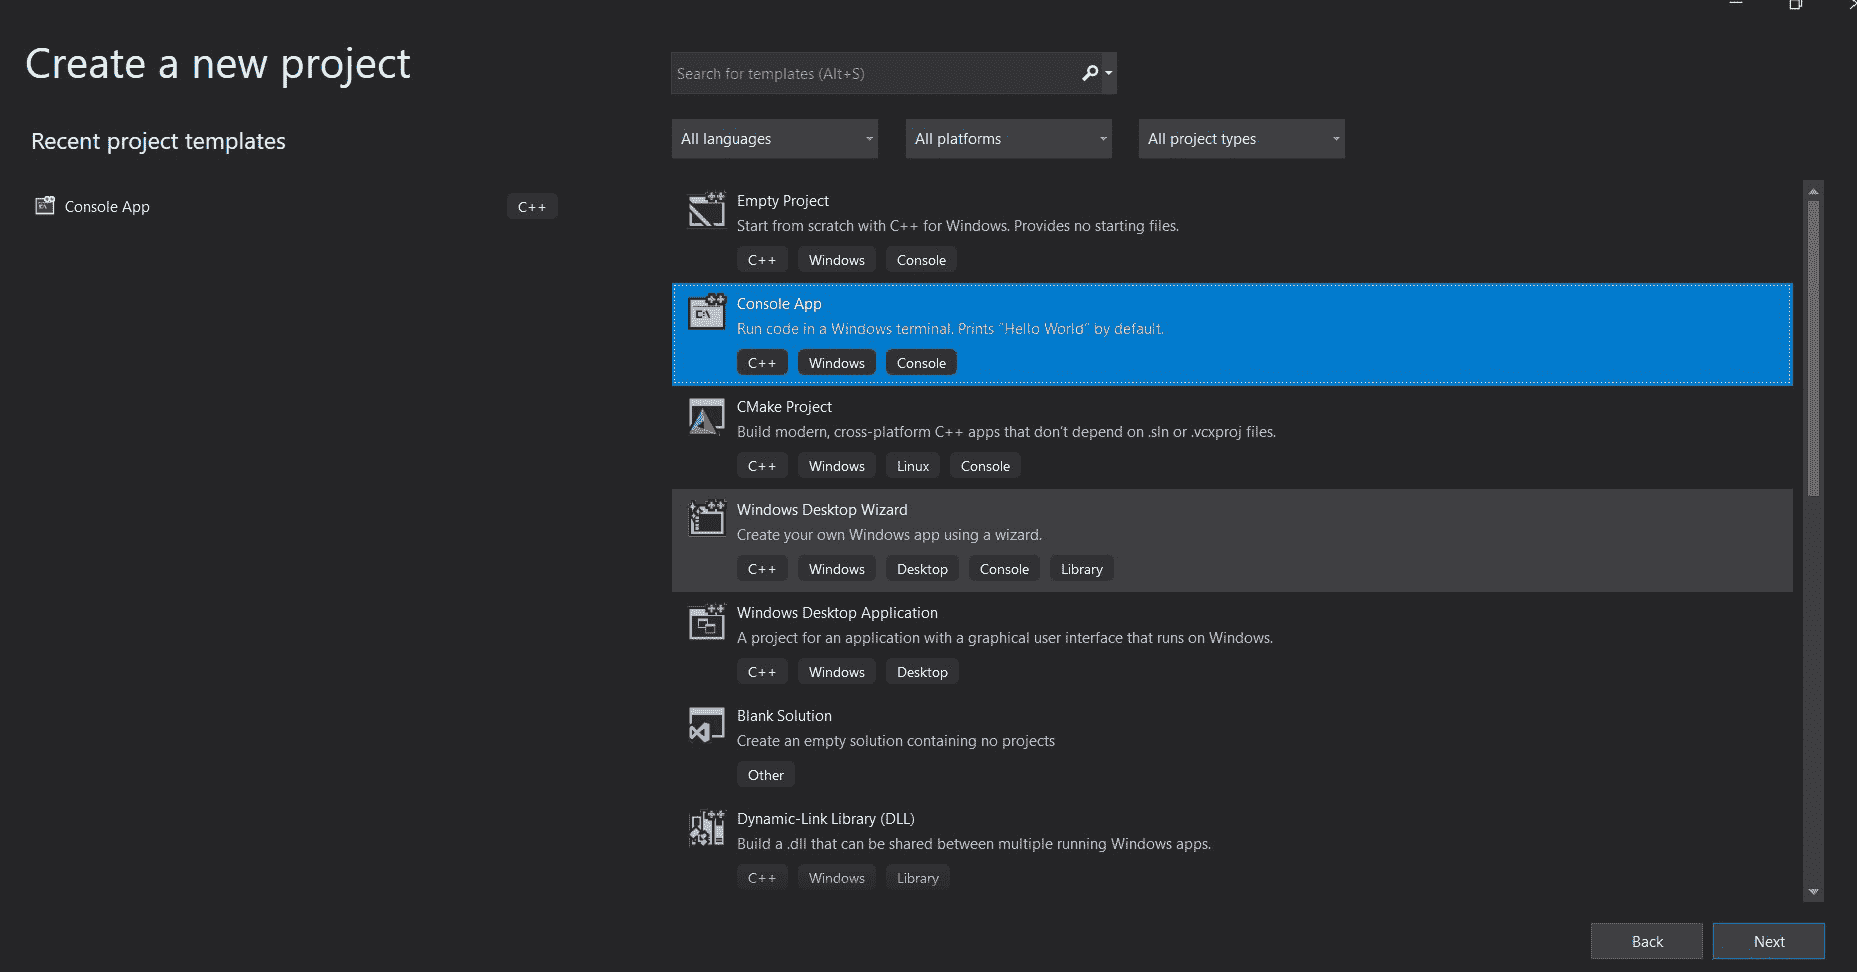 Create a new project
Search for templates (Alt+S)
Recent project templates
All languages
All platforms
All project types
Console App
C++
Empty Project
Start from scratch with C++ for Windows. Provides no starting files.
C++ Windows Console
Console App
Run code in a Windows terminal. Prints "Hello World" by default.
C++ Windows Console
CMake Project
Build modern, cross-platform C++ apps that don't depend on .sln or .vcxproj files.
C++ Windows Linux Console
Windows Desktop Wizard
Create your own Windows app using a wizard.
C++ Windows Desktop Console Library
Windows Desktop Application
A project for an application with a graphical user interface that runs on Windows.
C++ Windows Desktop
Blank Solution
Create an empty solution containing no projects
Other
Dynamic-Link Library (DLL)
Build a .dll that can be shared between multiple running Windows apps.
C++ Windows Library
Back
Next